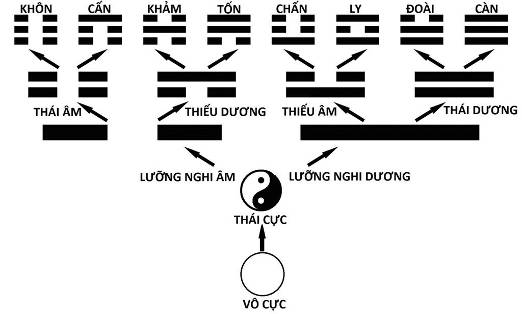 KHÔN CẤN KHẢM TỐN CHẤN LY ĐOÀI CÀN
THÁI ÂM THIẾU DƯƠNG THIẾU ÂM THÁI DƯƠNG
LƯỠNG NGHI ÂM LƯỠNG NGHI DƯƠNG
THÁI CỰC
VÔ CỰC